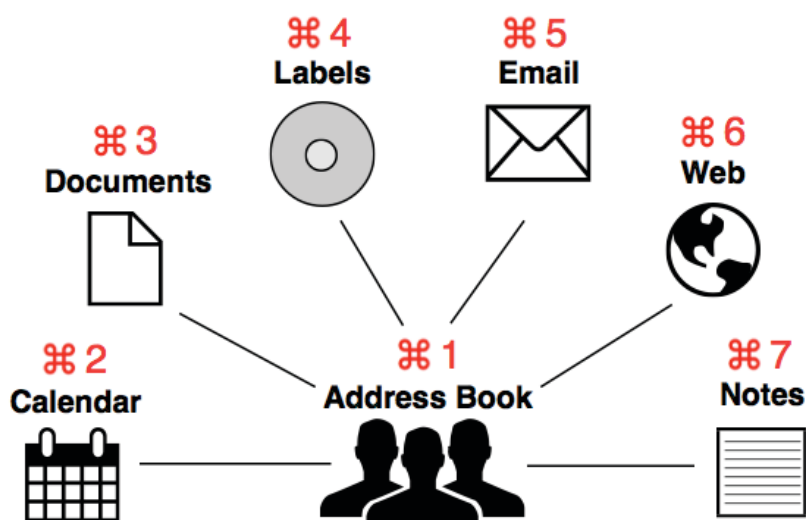 ⌘1
Address Book
⌘2
Calendar
⌘3
Documents
⌘4
Labels
⌘5
Email
⌘6
Web
⌘7
Notes